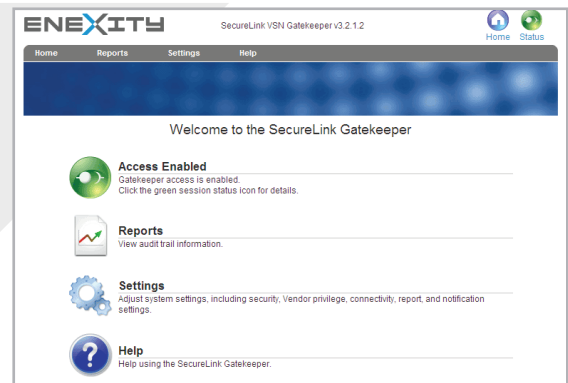 ENEXITY
SecureLink VSN Gatekeeper v3.2.1.2
Home Status
Home Reports Settings Help
Welcome to the SecureLink Gatekeeper
Access Enabled
Gatekeeper access is enabled.
Click the green session status icon for details.
Reports
View audit trail information.
Settings
Adjust system settings, including security, Vendor privilege, connectivity, report, and notification
settings.
?
Help
Help using the SecureLink Gatekeeper.